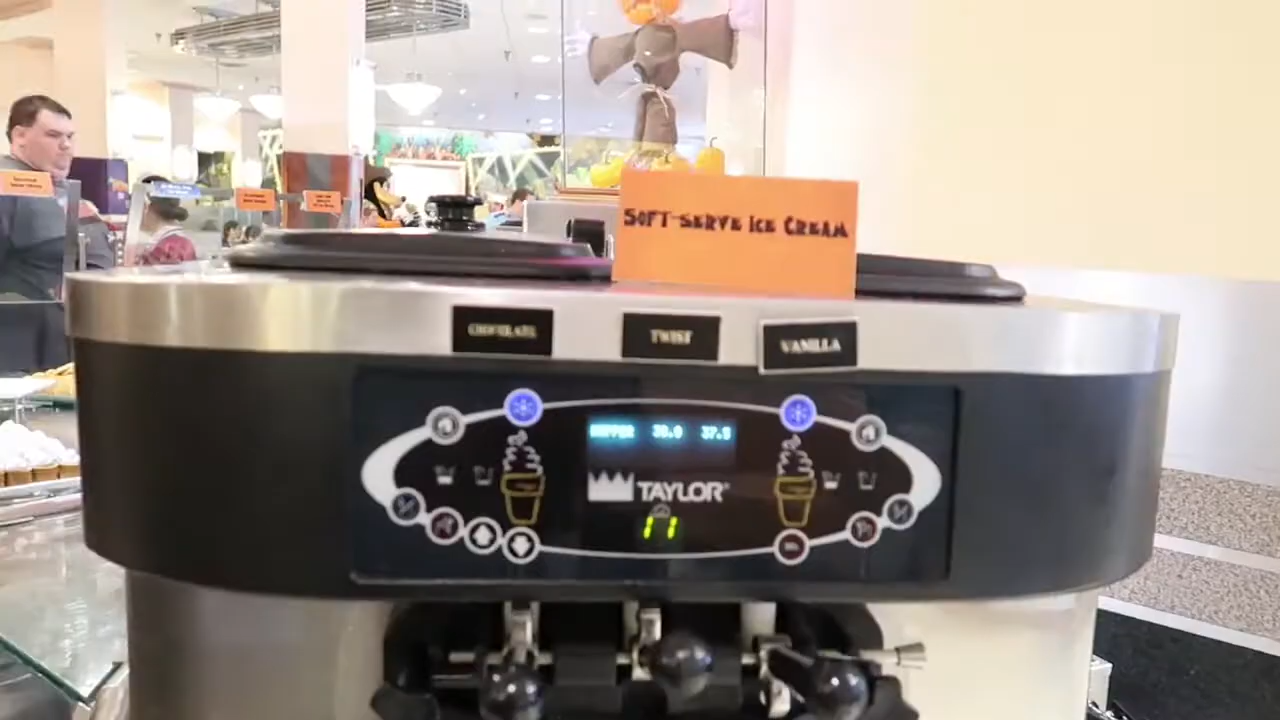 SOFT-SERVE ICE CREAM
CHOCOLATE
TWIST
VANILLA
HOPPER 38.0 37.5
TAYLOR
11